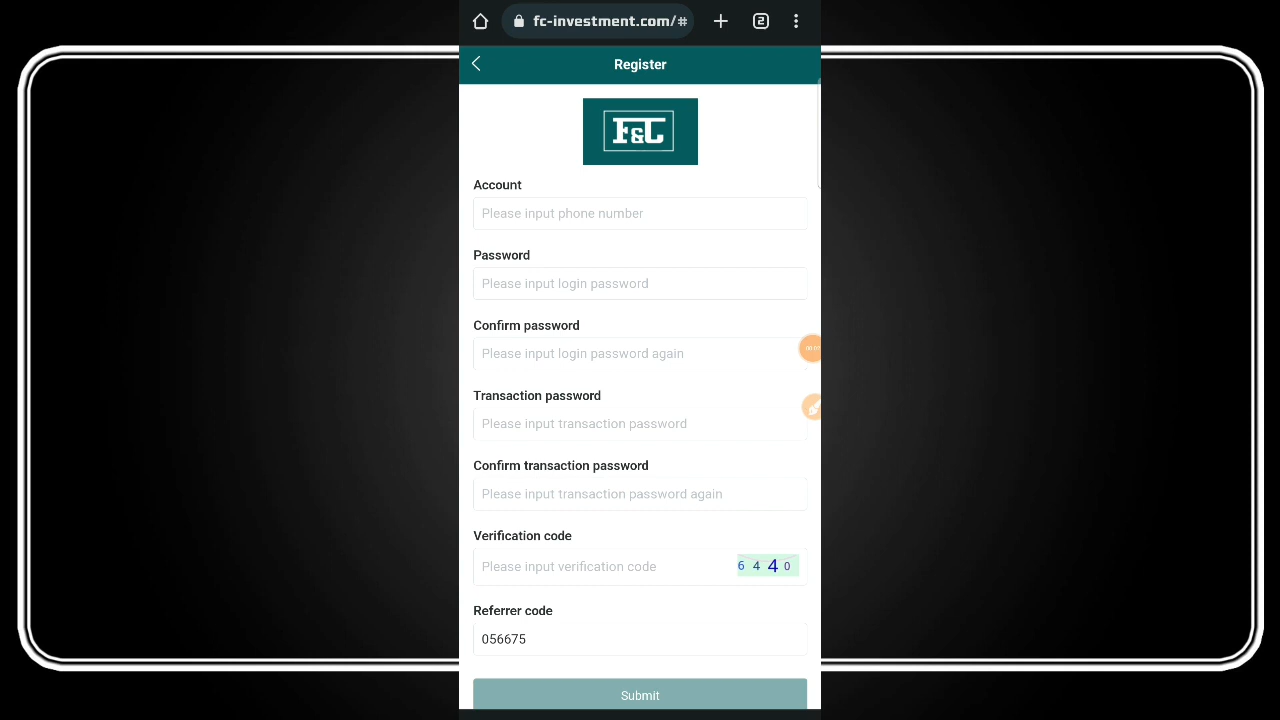 fc-investment.com/#
2
Register
F&C
Account
Please input phone number
Password
Please input login password
Confirm password
Please input login password again
Transaction password
Please input transaction password
Confirm transaction password
Please input transaction password again
Verification code
Please input verification code
6 4 4 0
Referrer code
056675
Submit